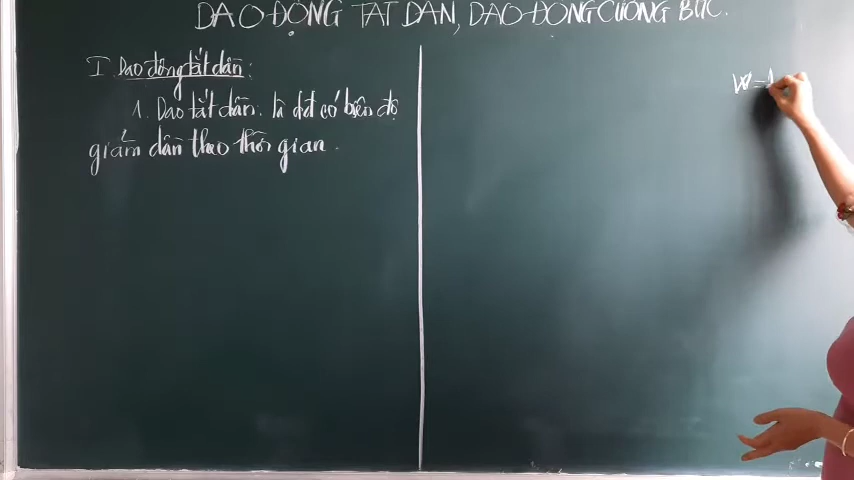 DAO ĐỘNG TẮT DẦN, DAO ĐỘNG CƯỠNG BỨC.
I. Dao động tắt dần:
1. Dao tắt dần: là dđ có biên độ
giảm dần theo thời gian.
W =